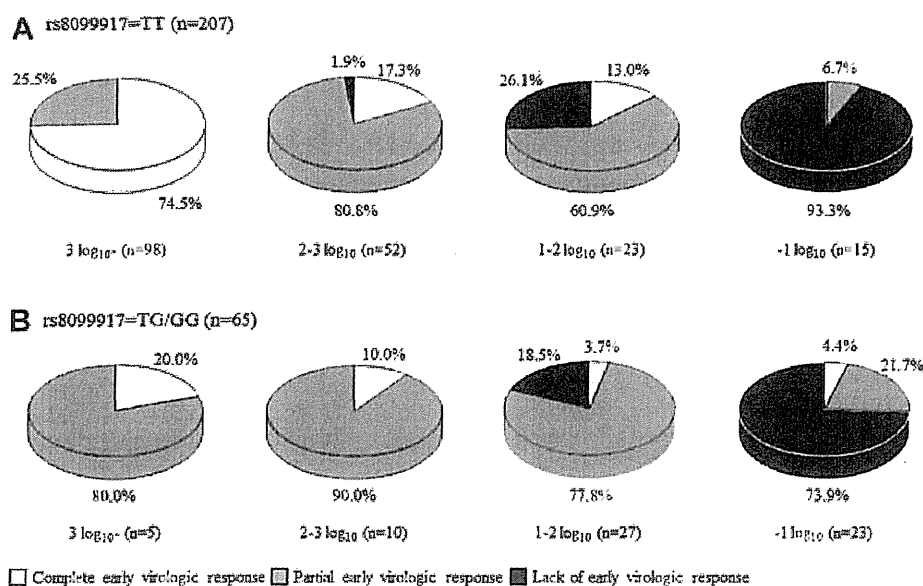 A rs8099917=TT (n=207)
25.5%
74.5%
1.9%
17.3%
80.8%
26.1%
13.0%
60.9%
6.7%
93.3%
3 log10- (n=98)
2-3 log10 (n=52)
1-2 log10 (n=23)
-1 log10 (n=15)
B rs8099917=TG/GG (n=65)
20.0%
80.0%
10.0%
90.0%
18.5%
3.7%
77.8%
4.4%
21.7%
73.9%
3 log10- (n=5)
2-3 log10 (n=10)
1-2 log10 (n=27)
-1 log10 (n=23)
Complete early virologic response Partial early virologic response Lack of early virologic response